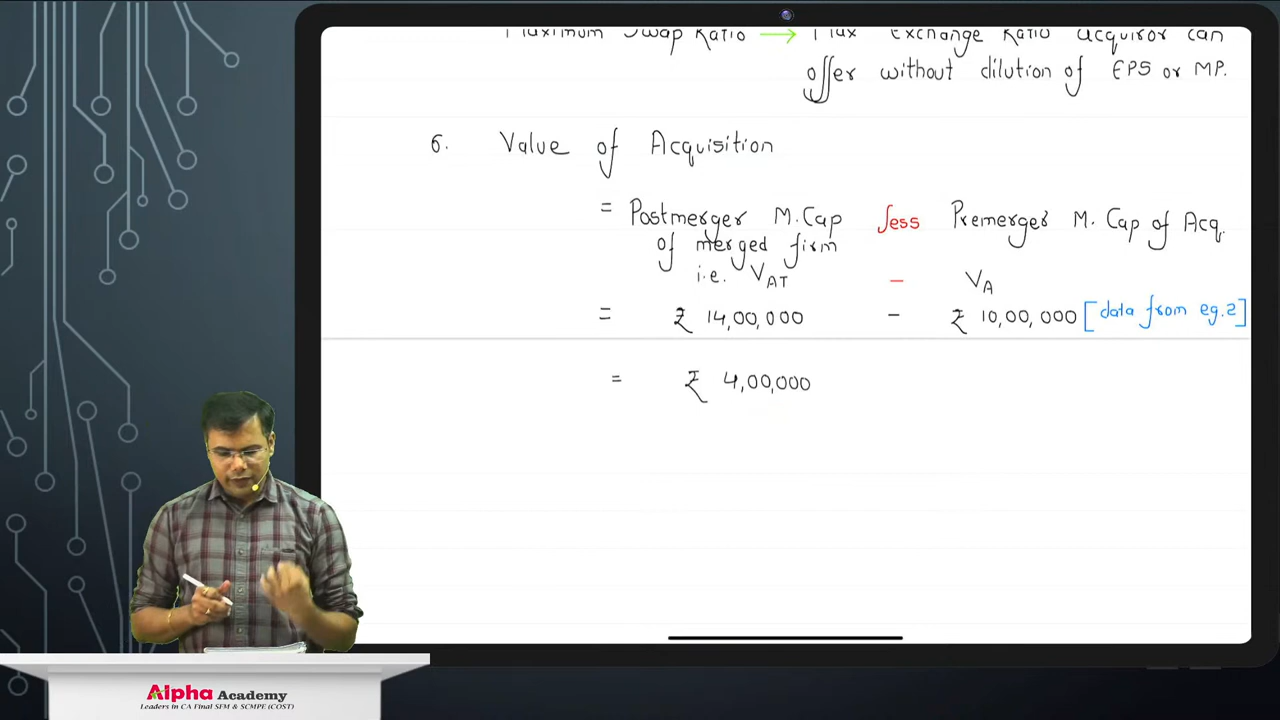 Maximum Swap Ratio → Max Exchange Ratio acquiror can
offer without dilution of EPS or MP.
6. Value of Acquisition
= Postmerger M.Cap less Premerger M. Cap of Acq.
of merged firm
i.e. VAT - VA
= ₹ 14,00,000 - ₹ 10,00,000 [data from eg.2]
= ₹ 4,00,000
Alpha Academy
Leaders in CA Final SFM & SCMPE (COST)